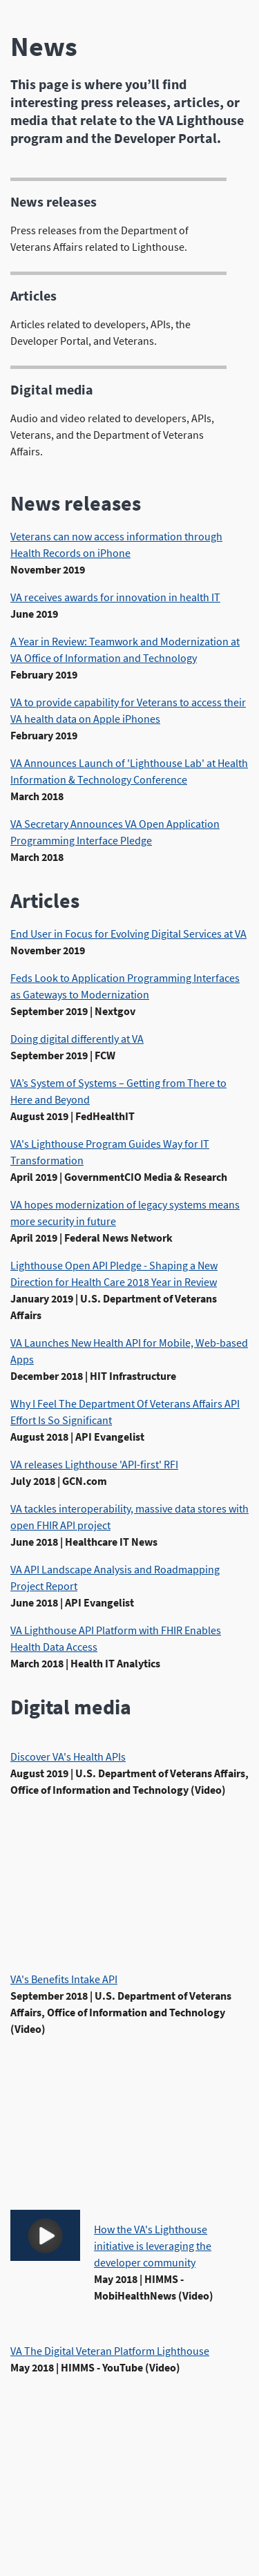 News
This page is where you’ll find
interesting press releases, articles, or
media that relate to the VA Lighthouse
program and the Developer Portal.
News releases
Press releases from the Department of
Veterans Affairs related to Lighthouse.
Articles
Articles related to developers, APIs, the
Developer Portal, and Veterans.
Digital media
Audio and video related to developers, APIs,
Veterans, and the Department of Veterans
Affairs.
News releases
Veterans can now access information through
Health Records on iPhone
November 2019
VA receives awards for innovation in health IT
June 2019
A Year in Review: Teamwork and Modernization at
VA Office of Information and Technology
February 2019
VA to provide capability for Veterans to access their
VA health data on Apple iPhones
February 2019
VA Announces Launch of 'Lighthouse Lab' at Health
Information & Technology Conference
March 2018
VA Secretary Announces VA Open Application
Programming Interface Pledge
March 2018
Articles
End User in Focus for Evolving Digital Services at VA
November 2019
Feds Look to Application Programming Interfaces
as Gateways to Modernization
September 2019 | Nextgov
Doing digital differently at VA
September 2019 | FCW
VA’s System of Systems – Getting from There to
Here and Beyond
August 2019 | FedHealthIT
VA's Lighthouse Program Guides Way for IT
Transformation
April 2019 | GovernmentCIO Media & Research
VA hopes modernization of legacy systems means
more security in future
April 2019 | Federal News Network
Lighthouse Open API Pledge - Shaping a New
Direction for Health Care 2018 Year in Review
January 2019 | U.S. Department of Veterans
Affairs
VA Launches New Health API for Mobile, Web-based
Apps
December 2018 | HIT Infrastructure
Why I Feel The Department Of Veterans Affairs API
Effort Is So Significant
August 2018 | API Evangelist
VA releases Lighthouse 'API-first' RFI
July 2018 | GCN.com
VA tackles interoperability, massive data stores with
open FHIR API project
June 2018 | Healthcare IT News
VA API Landscape Analysis and Roadmapping
Project Report
June 2018 | API Evangelist
VA Lighthouse API Platform with FHIR Enables
Health Data Access
March 2018 | Health IT Analytics
Digital media
Discover VA's Health APIs
August 2019 | U.S. Department of Veterans Affairs,
Office of Information and Technology (Video)
VA's Benefits Intake API
September 2018 | U.S. Department of Veterans
Affairs, Office of Information and Technology
(Video)
How the VA's Lighthouse
initiative is leveraging the
developer community
May 2018 | HIMMS -
MobiHealthNews (Video)
VA The Digital Veteran Platform Lighthouse
May 2018 | HIMMS - YouTube (Video)